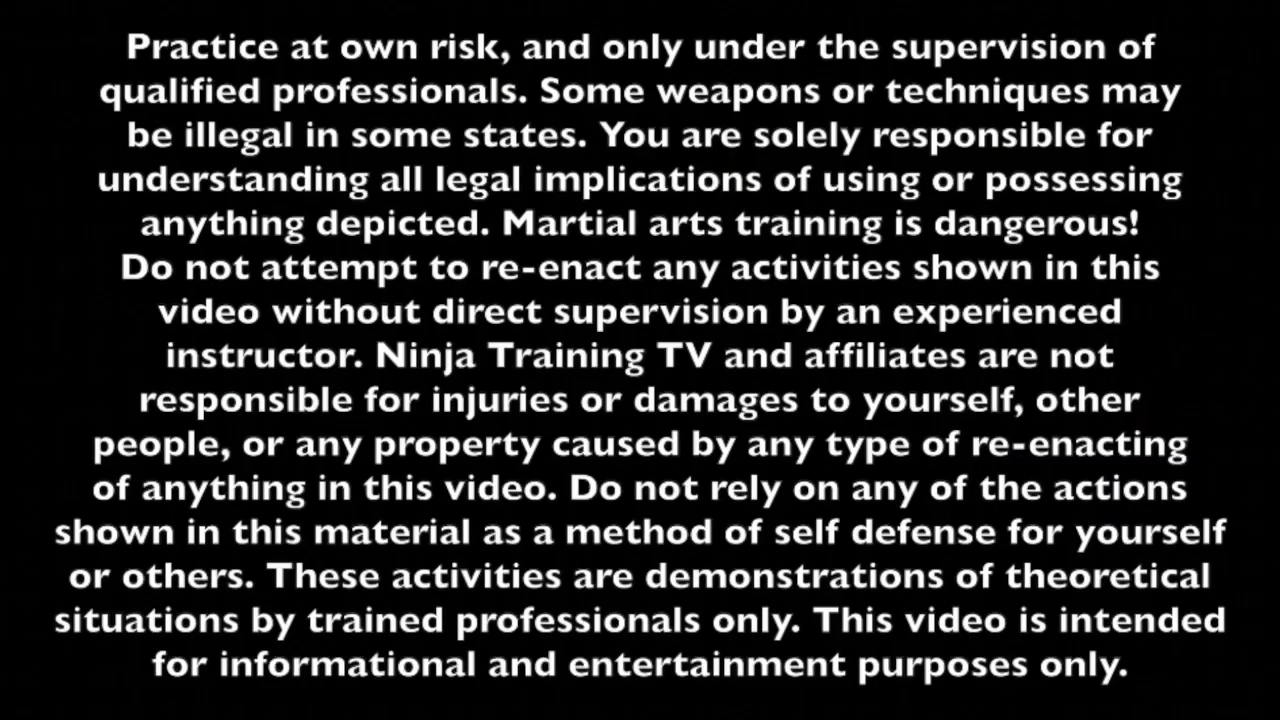 Practice at own risk, and only under the supervision of
qualified professionals. Some weapons or techniques may
be illegal in some states. You are solely responsible for
understanding all legal implications of using or possessing
anything depicted. Martial arts training is dangerous!
Do not attempt to re-enact any activities shown in this
video without direct supervision by an experienced
instructor. Ninja Training TV and affiliates are not
responsible for injuries or damages to yourself, other
people, or any property caused by any type of re-enacting
of anything in this video. Do not rely on any of the actions
shown in this material as a method of self defense for yourself
or others. These activities are demonstrations of theoretical
situations by trained professionals only. This video is intended
for informational and entertainment purposes only.